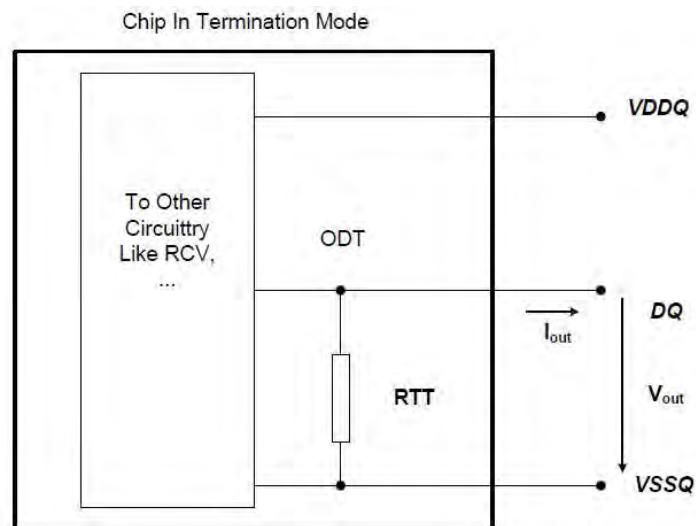 Chip In Termination Mode
VDDQ
To Other
Circuittry
Like RCV,
...
ODT
DQ
Iout
RTT
Vout
VSSQ